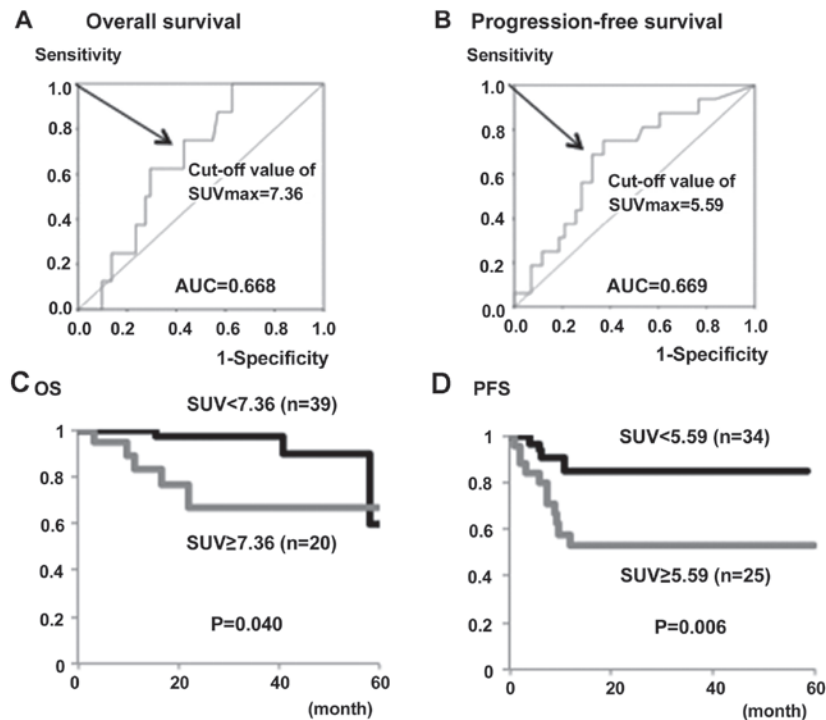 A Overall survival
Sensitivity
1.0
0.8
0.6
0.4
0.2
0.0
Cut-off value of
SUVmax=7.36
AUC=0.668
0.0 0.2 0.4 0.6 0.8 1.0
1-Specificity
B Progression-free survival
Sensitivity
1.0
0.8
0.6
0.4
0.2
0.0
Cut-off value of
SUVmax=5.59
AUC=0.669
0.0 0.2 0.4 0.6 0.8 1.0
1-Specificity
C OS
SUV<7.36 (n=39)
1
0.8
0.6
0.4
0.2
0
SUV≥7.36 (n=20)
P=0.040
0 20 40 60
(month)
D PFS
SUV<5.59 (n=34)
1
0.8
0.6
0.4
0.2
0
SUV≥5.59 (n=25)
P=0.006
0 20 40 60
(month)